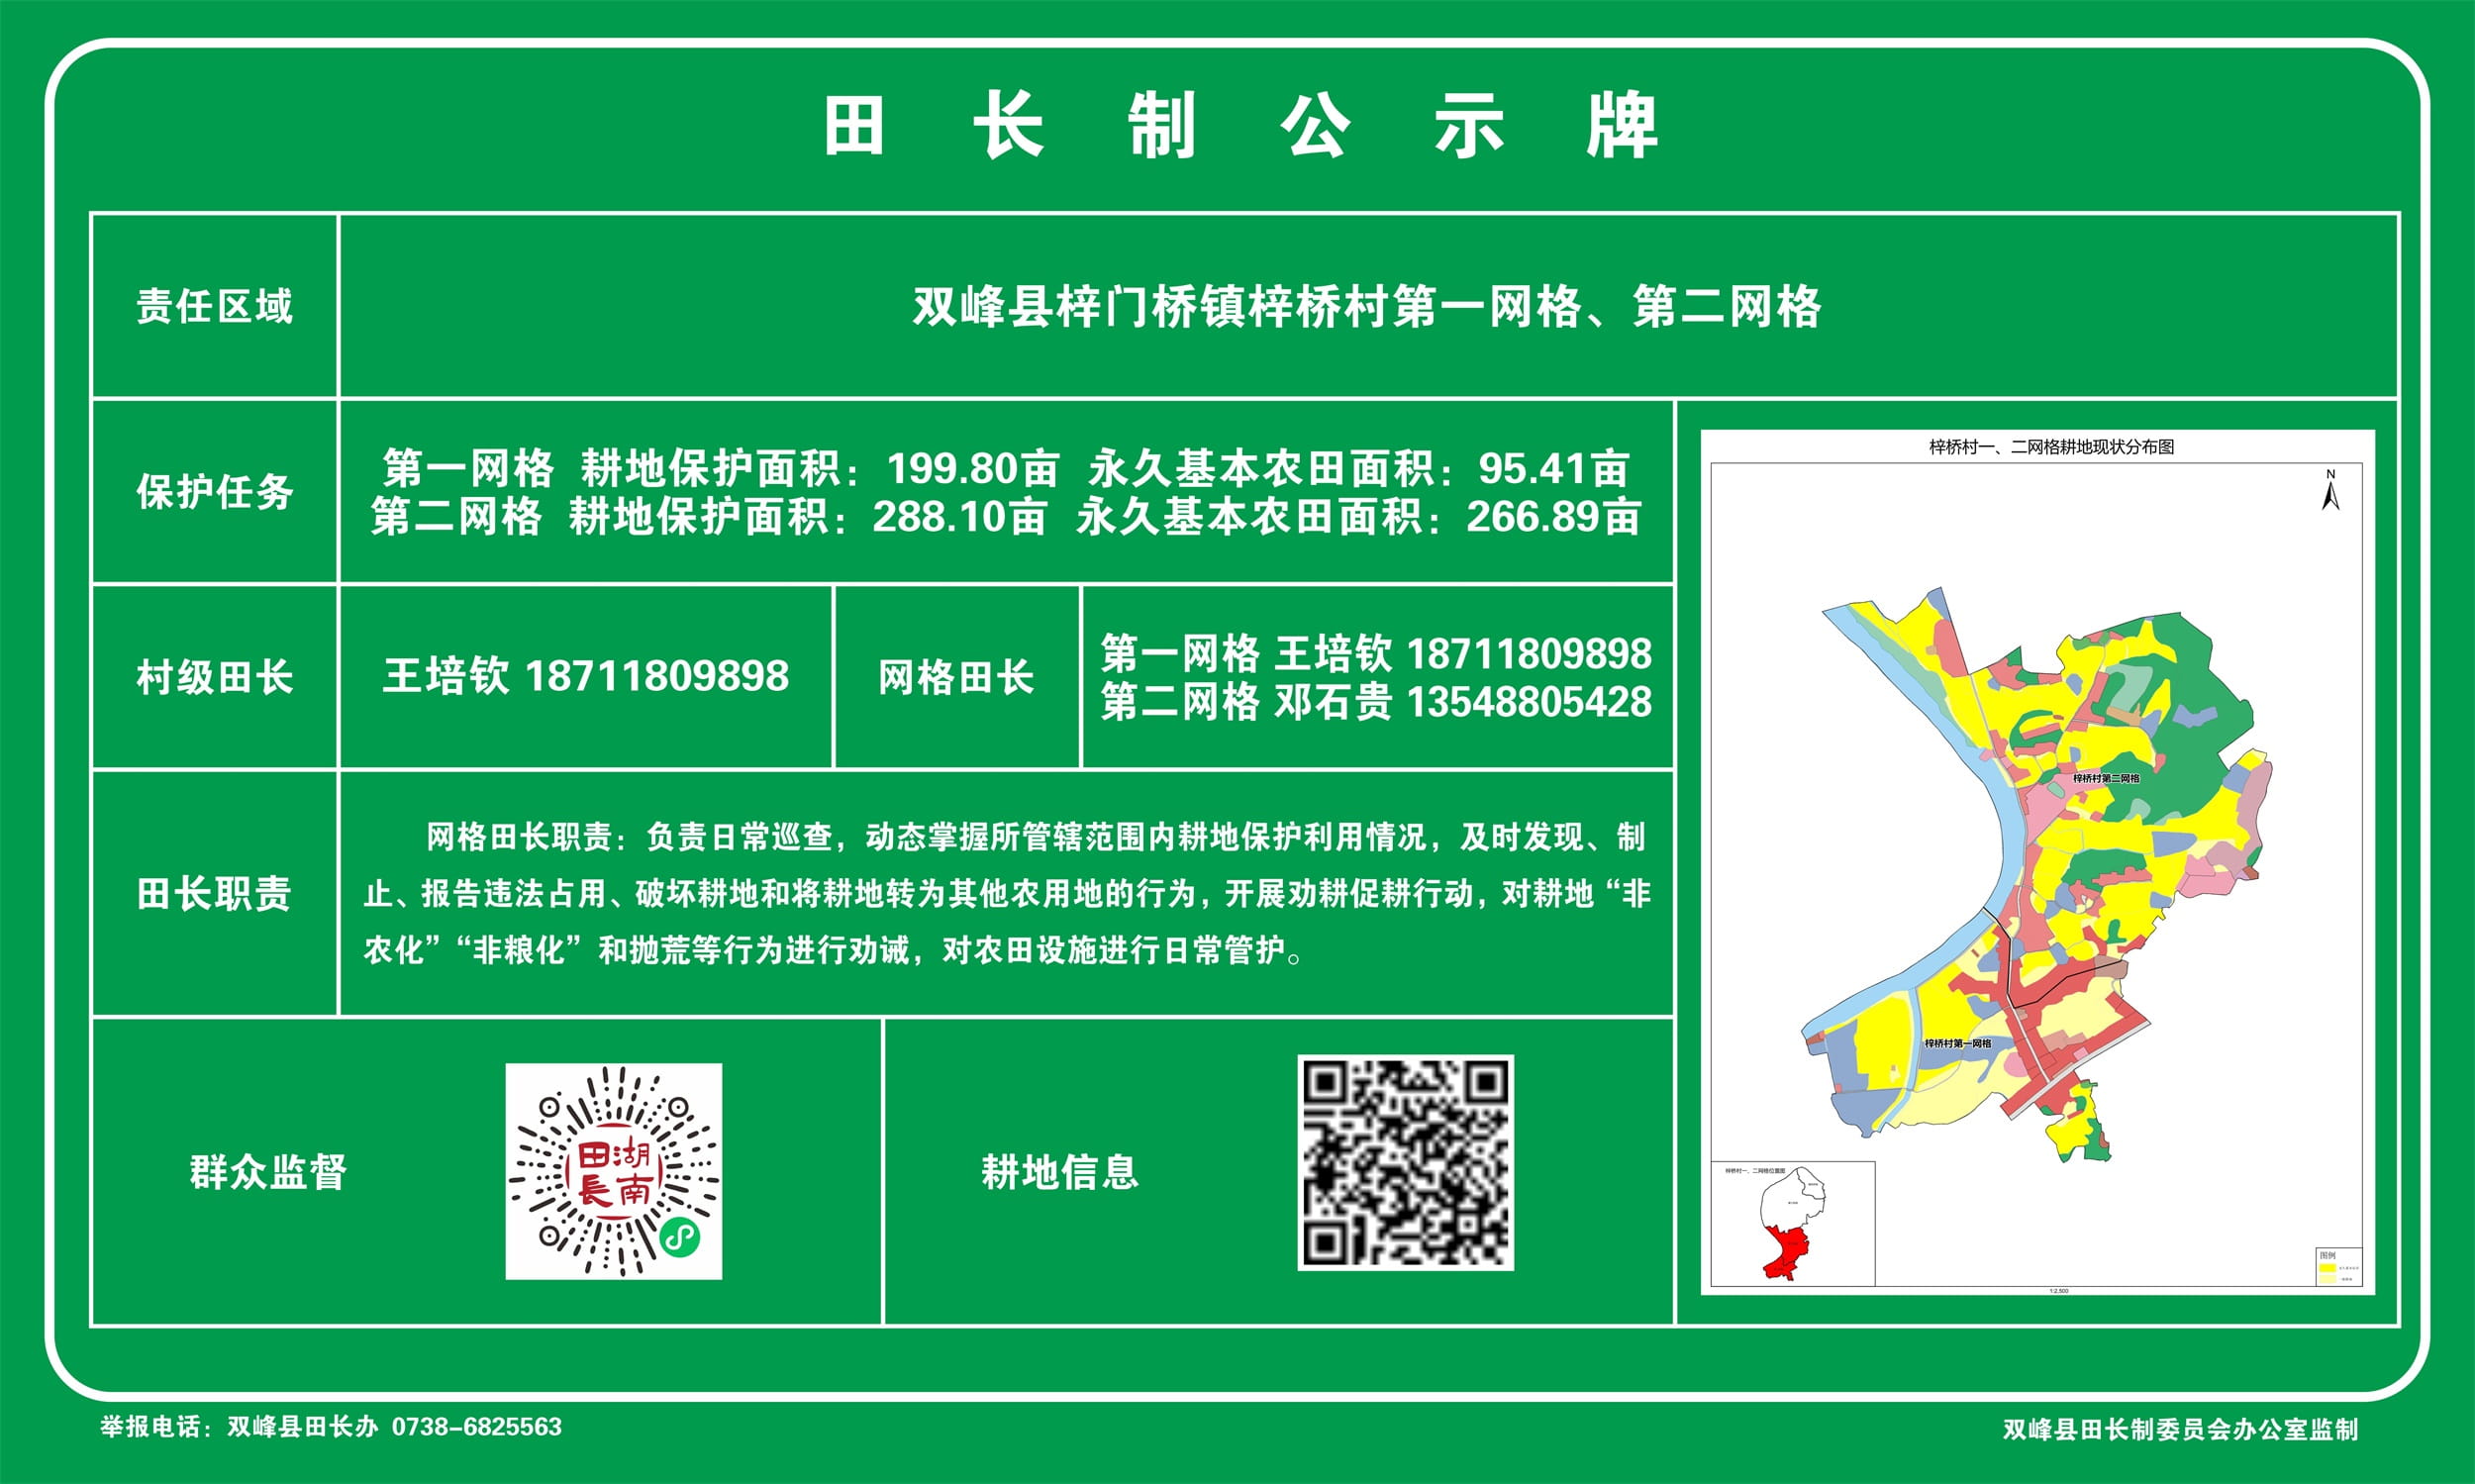 田长制公示牌
责任区域
双峰县梓门桥镇梓桥村第一网格、第二网格
保护任务
第一网格 耕地保护面积：199.80亩 永久基本农田面积：95.41亩
第二网格 耕地保护面积：288.10亩 永久基本农田面积：266.89亩
村级田长
王培钦 18711809898
网格田长
第一网格 王培钦 18711809898
第二网格 邓石贵 13548805428
田长职责
网格田长职责：负责日常巡查，动态掌握所管辖范围内耕地保护利用情况，及时发现、制
止、报告违法占用、破坏耕地和将耕地转为其他农用地的行为，开展劝耕促耕行动，对耕地“非
农化”“非粮化”和抛荒等行为进行劝诫，对农田设施进行日常管护。
群众监督
田湖
長南
耕地信息
梓桥村一、二网格耕地现状分布图
N
梓桥村第二网格
梓桥村第一网格
梓桥村一、二网格位置图
图例
1:2,500
举报电话：双峰县田长办 0738-6825563
双峰县田长制委员会办公室监制